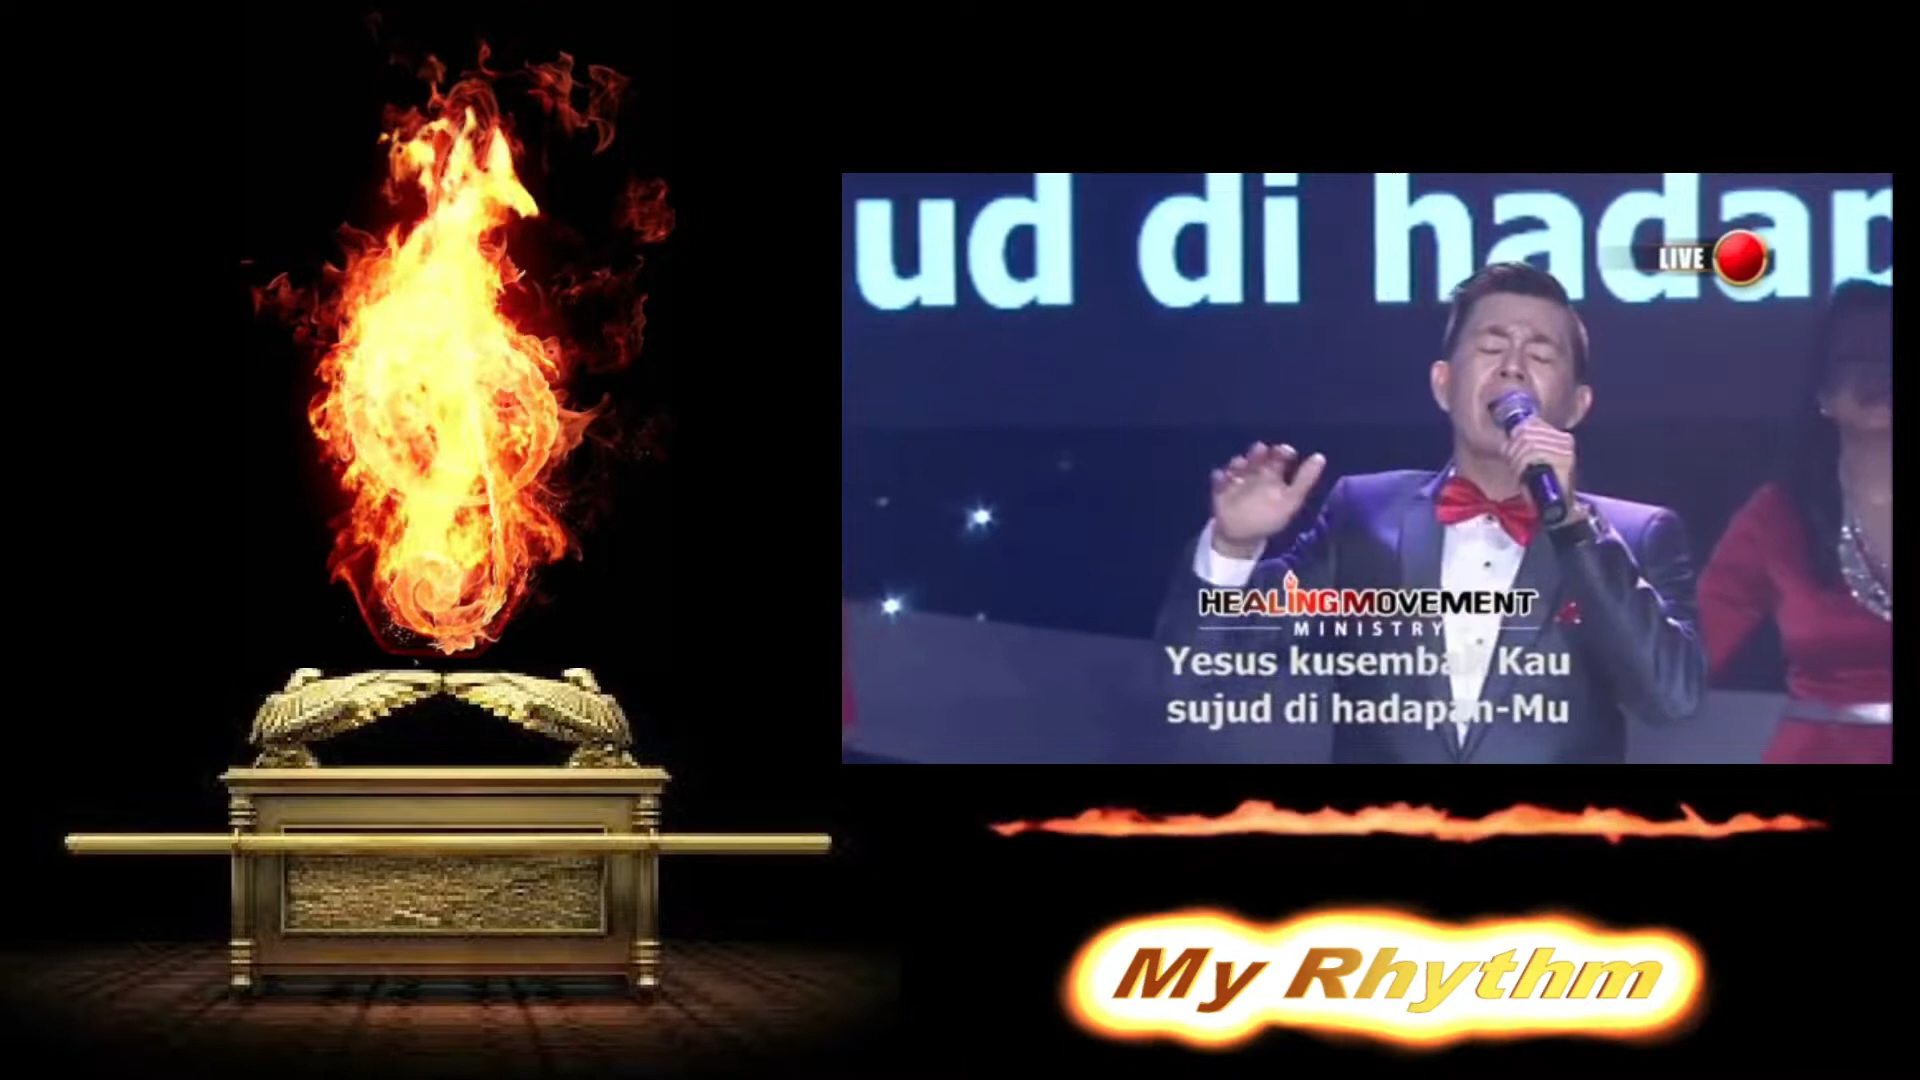 ud di hadap
LIVE
HEALINGMOVEMENT
MINISTRY
Yesus kusembah Kau
sujud di hadapan-Mu
My Rhythm